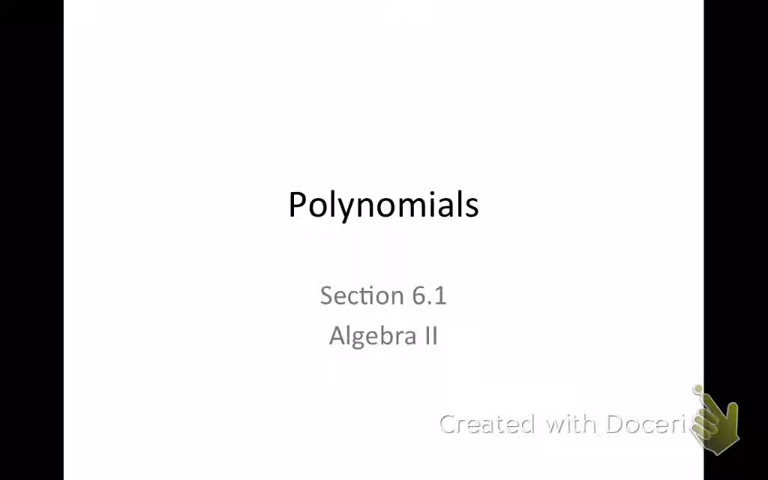 Polynomials
Section 6.1
Algebra II
Created with Doceri